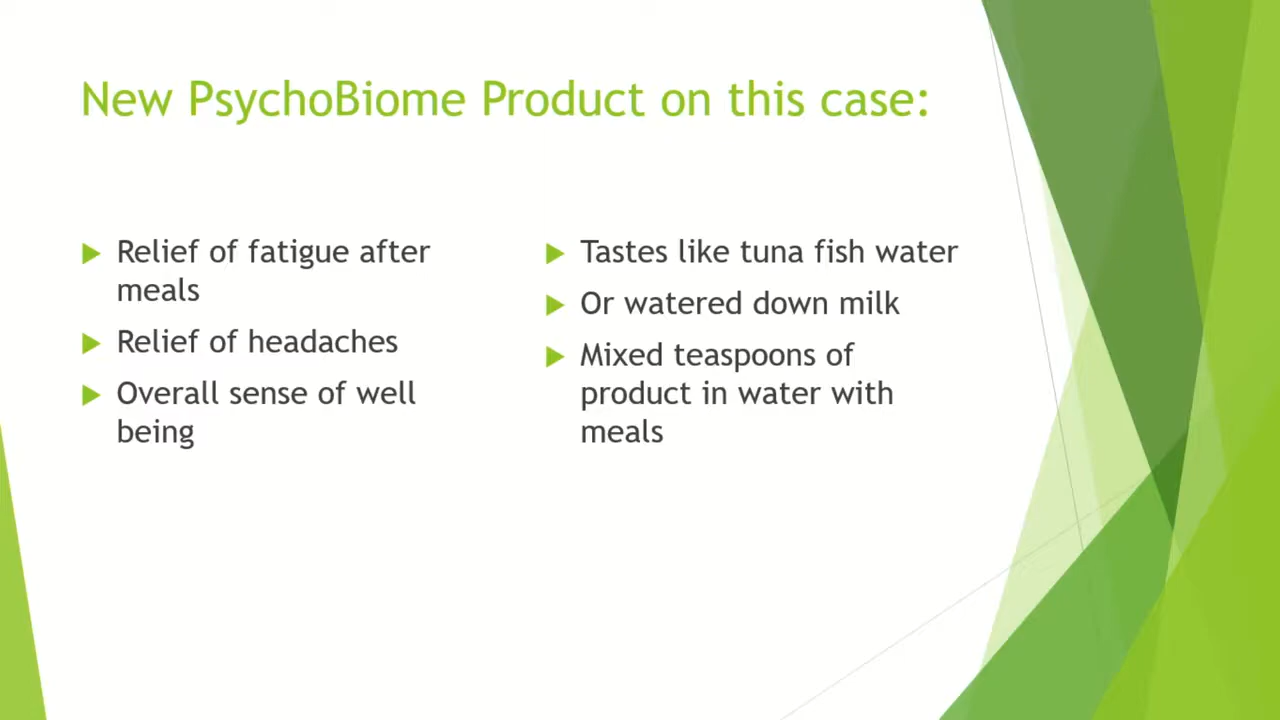 New PsychoBiome Product on this case:
Relief of fatigue after
meals
Relief of headaches
Overall sense of well
being
Tastes like tuna fish water
Or watered down milk
Mixed teaspoons of
product in water with
meals